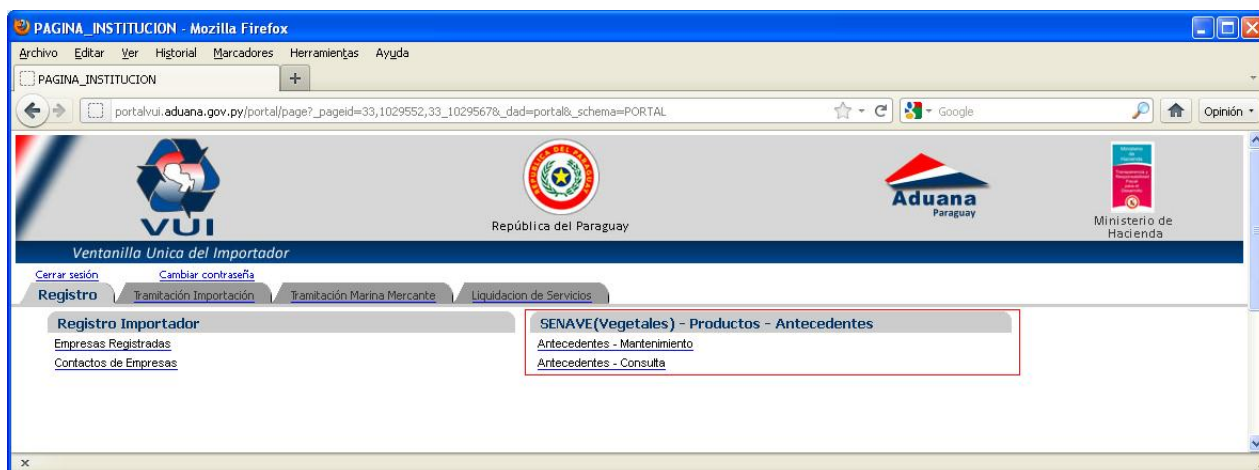 PAGINA_INSTITUCION - Mozilla Firefox
Archivo Editar Ver Historial Marcadores Herramientas Ayuda
PAGINA_INSTITUCION
portalvui.aduana.gov.py/portal/page?_pageid=33,1029552,33_1029567&_dad=portal&_schema=PORTAL
Google
Opinión
VUI
República del Paraguay
Aduana
Paraguay
Ministerio de
Hacienda
Ventanilla Unica del Importador
Cerrar sesión Cambiar contraseña
Registro Tramitación Importación Tramitación Marina Mercante Liquidacion de Servicios
Registro Importador SENAVE(Vegetales) - Productos - Antecedentes
Empresas Registradas Antecedentes - Mantenimiento
Contactos de Empresas Antecedentes - Consulta
x